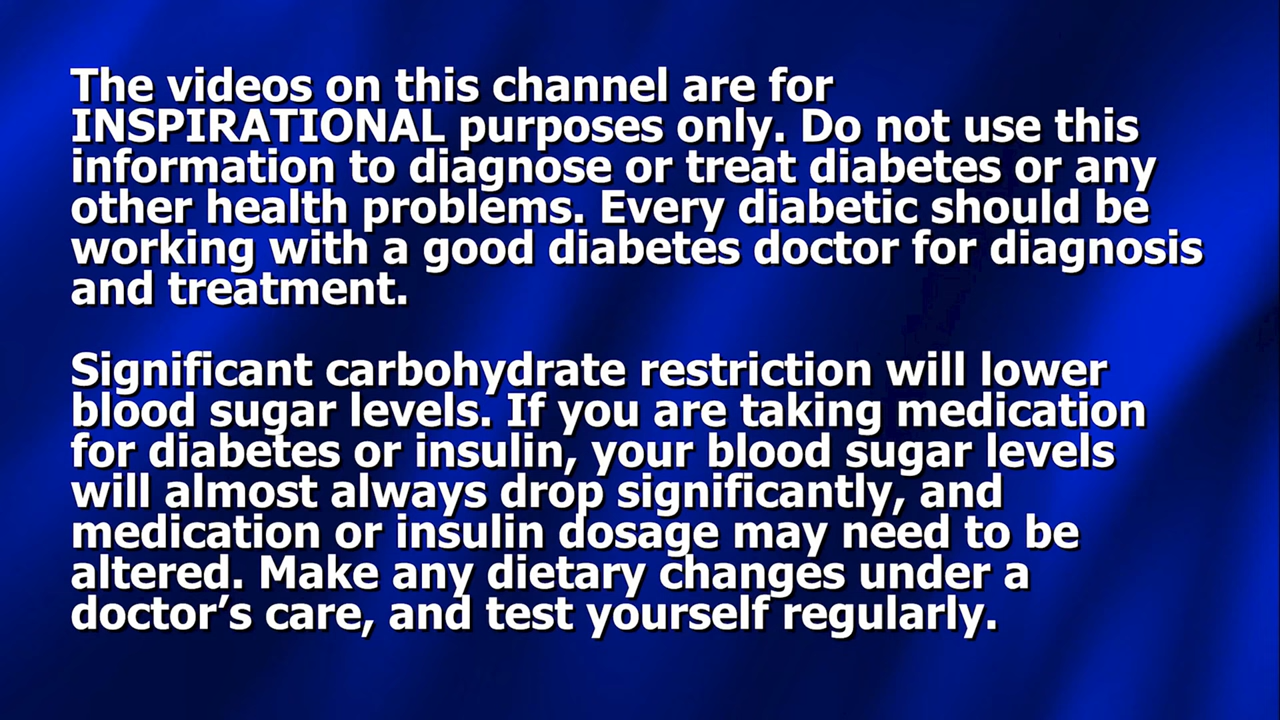 The videos on this channel are for
INSPIRATIONAL purposes only. Do not use this
information to diagnose or treat diabetes or any
other health problems. Every diabetic should be
working with a good diabetes doctor for diagnosis
and treatment.
Significant carbohydrate restriction will lower
blood sugar levels. If you are taking medication
for diabetes or insulin, your blood sugar levels
will almost always drop significantly, and
medication or insulin dosage may need to be
altered. Make any dietary changes under a
doctor’s care, and test yourself regularly.